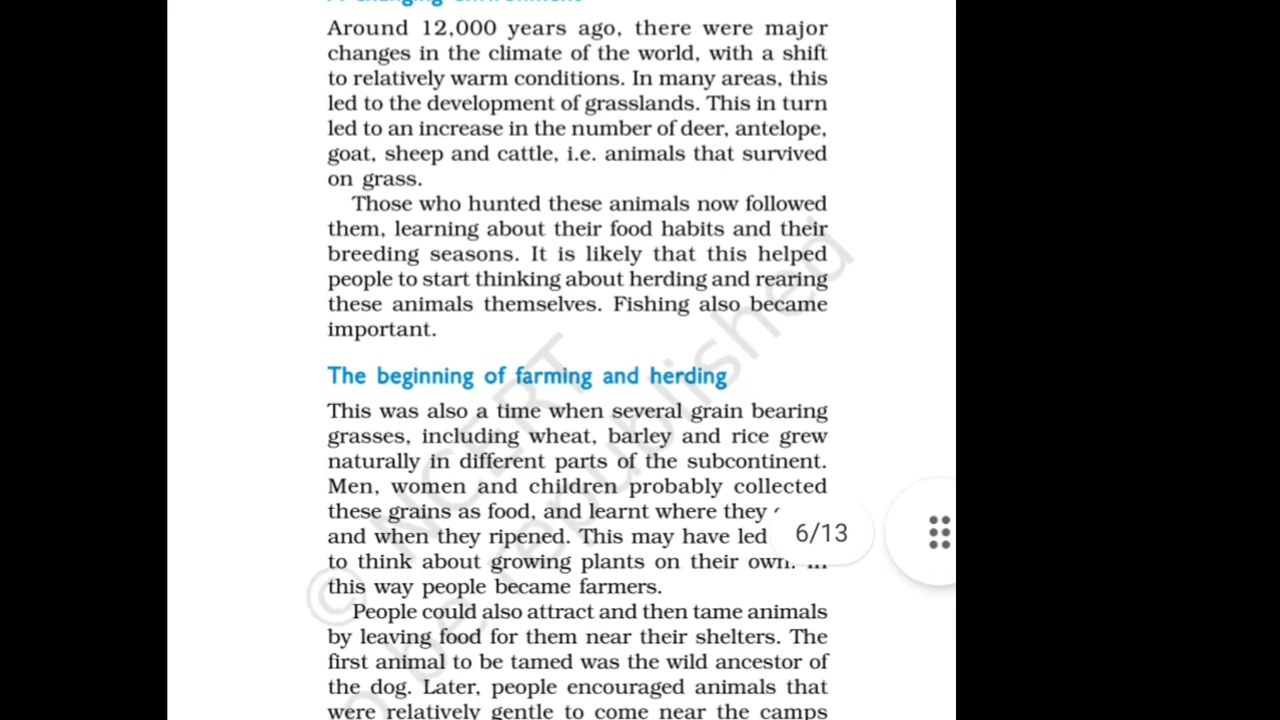 A changing environment
Around 12,000 years ago, there were major
changes in the climate of the world, with a shift
to relatively warm conditions. In many areas, this
led to the development of grasslands. This in turn
led to an increase in the number of deer, antelope,
goat, sheep and cattle, i.e. animals that survived
on grass.
Those who hunted these animals now followed
them, learning about their food habits and their
breeding seasons. It is likely that this helped
people to start thinking about herding and rearing
these animals themselves. Fishing also became
important.
The beginning of farming and herding
This was also a time when several grain bearing
grasses, including wheat, barley and rice grew
naturally in different parts of the subcontinent.
Men, women and children probably collected
these grains as food, and learnt where they
and when they ripened. This may have led
to think about growing plants on their own.
this way people became farmers.
People could also attract and then tame animals
by leaving food for them near their shelters. The
first animal to be tamed was the wild ancestor of
the dog. Later, people encouraged animals that
were relatively gentle to come near the camps
6/13
© NCERT
be republished